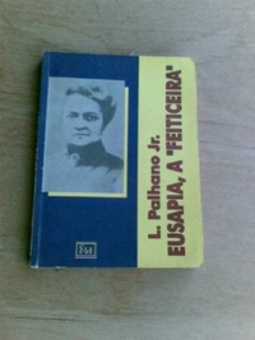 L. Palhano Jr.
EUSAPIA, A "FEITICEIRA"